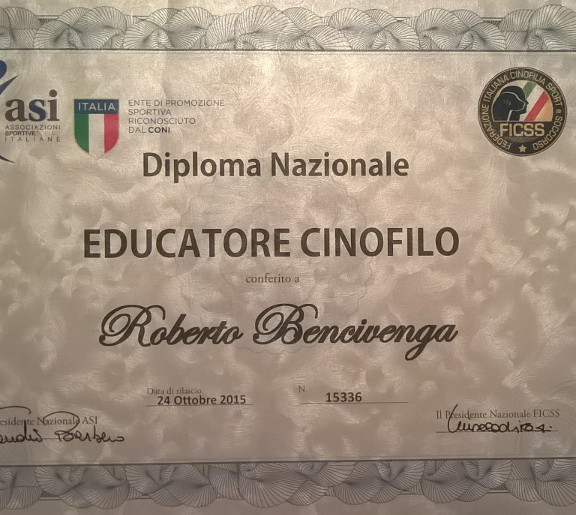 asi
ASSOCIAZIONI
SPORTIVE
ITALIANE
ITALIA
ENTE DI PROMOZIONE
SPORTIVA
RICONOSCIUTO
DAL CONI
FEDERAZIONE ITALIANA CINOFILIA SPORT e SOCCORSO
FICSS
Diploma Nazionale
EDUCATORE CINOFILO
conferito a
Roberto Bencivenga
Data di rilascio
24 Ottobre 2015
N.
15336
esidente Nazionale ASI
Il Presidente Nazionale FICSS